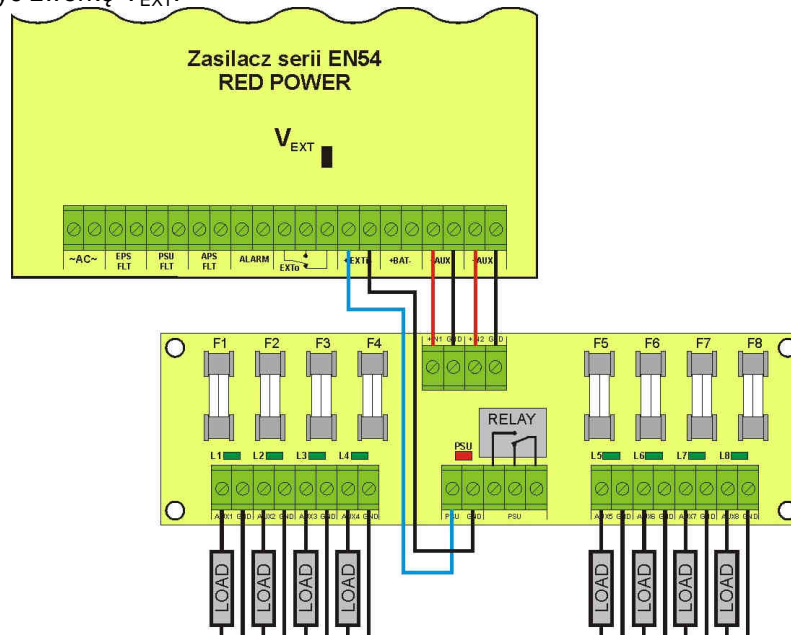 zworę V EXT.
Zasilacz serii EN54
RED POWER
V EXT
~AC~ EPS FLT PSU FLT APS FLT ALARM EXTo +EXTi- +BAT- +AUX- +AUX-
F1 F2 F3 F4 +IN1 GND +IN2 GND F5 F6 F7 F8
RELAY
PSU
L1 L2 L3 L4 L5 L6 L7 L8
AUX1 GND AUX2 GND AUX3 GND AUX4 GND PSU GND PSU AUX5 GND AUX6 GND AUX7 GND AUX8 GND
LOAD LOAD LOAD LOAD LOAD LOAD LOAD LOAD